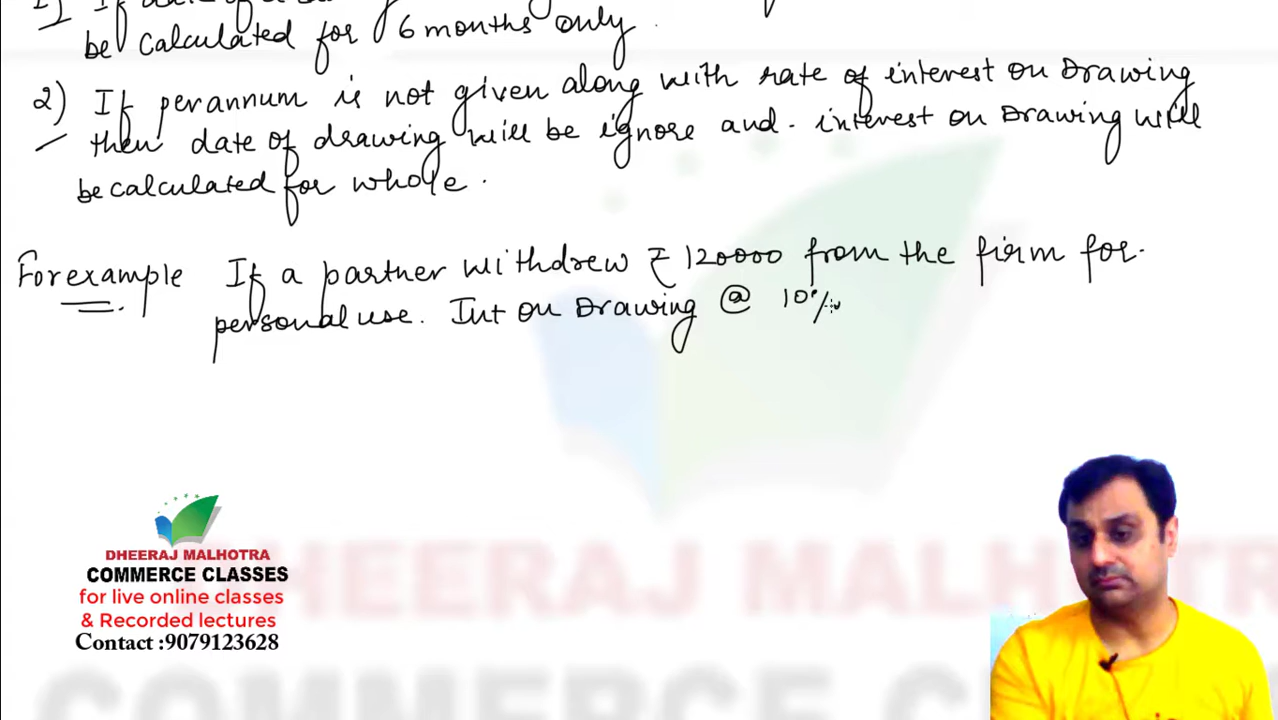 be calculated for 6 months only
2) If perannum is not given along with rate of interest on Drawing
then date of drawing will be ignore and interest on Drawing will
be calculated for whole.
For example If a partner withdrew ₹ 120000 from the firm for
personal use. Int on Drawing @ 10%
DHEERAJ MALHOTRA
COMMERCE CLASSES
for live online classes
& Recorded lectures
Contact :9079123628
DHEERAJ MALHOTRA
COMMERCE